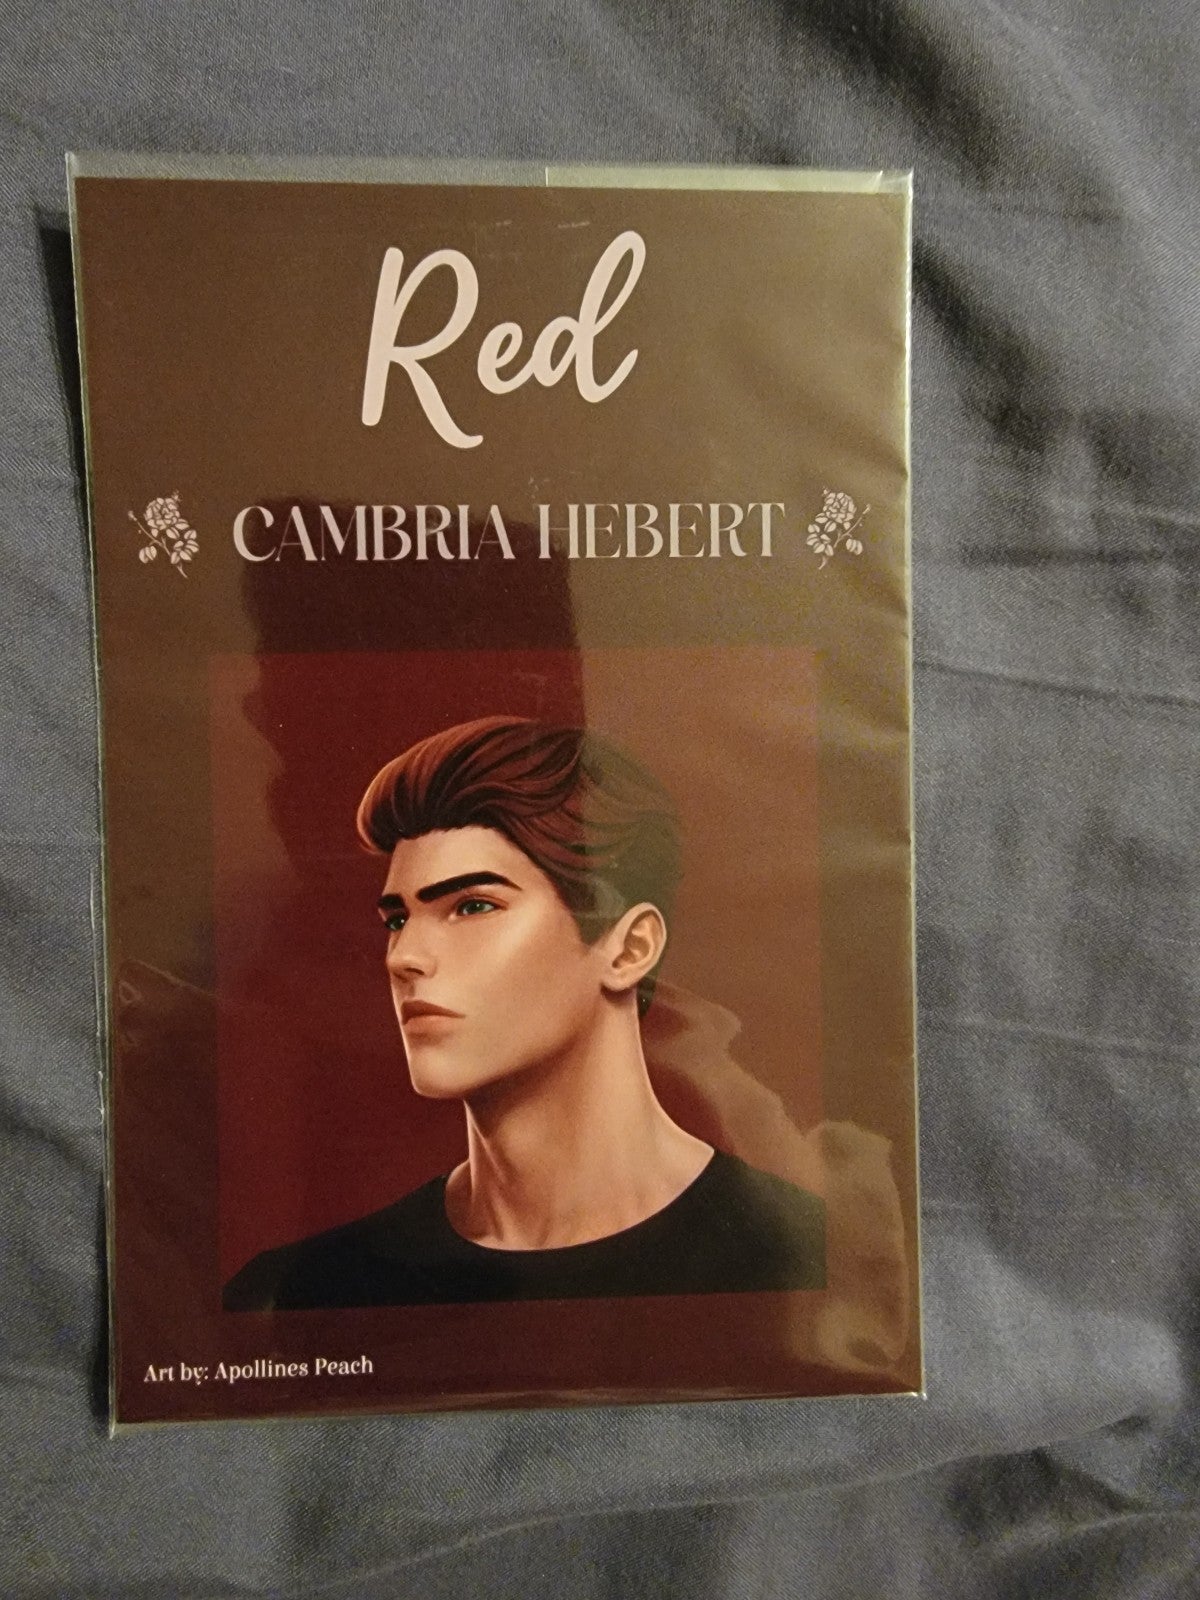 Red
CAMBRIA HEBERT
Art by: Apollines Peach